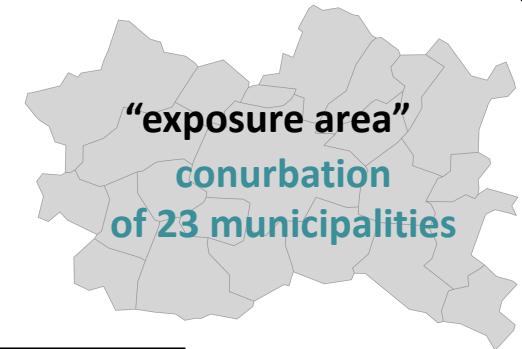 “exposure area”
conurbation
of 23 municipalities